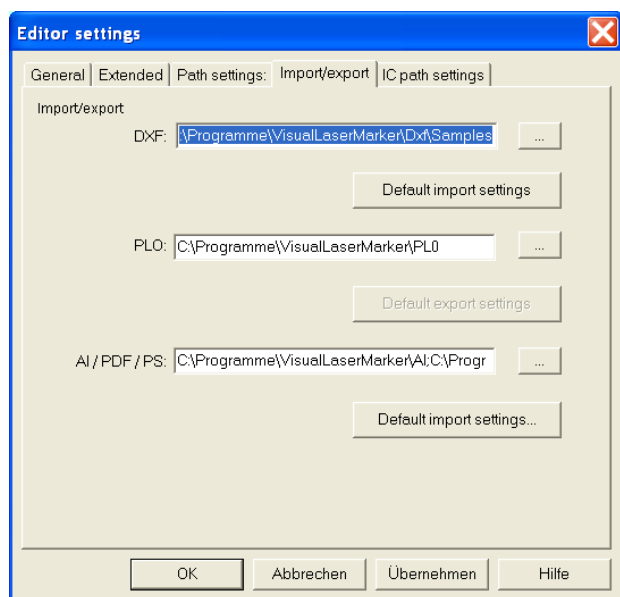 Editor settings
General Extended Path settings: Import/export IC path settings
Import/export
DXF: :\Programme\VisualLaserMarker\Dxf\Samples ...
Default import settings
PLO: C:\Programme\VisualLaserMarker\PL0 ...
Default export settings
AI / PDF / PS: C:\Programme\VisualLaserMarker\AI;C:\Progr ...
Default import settings...
OK Abbrechen Übernehmen Hilfe